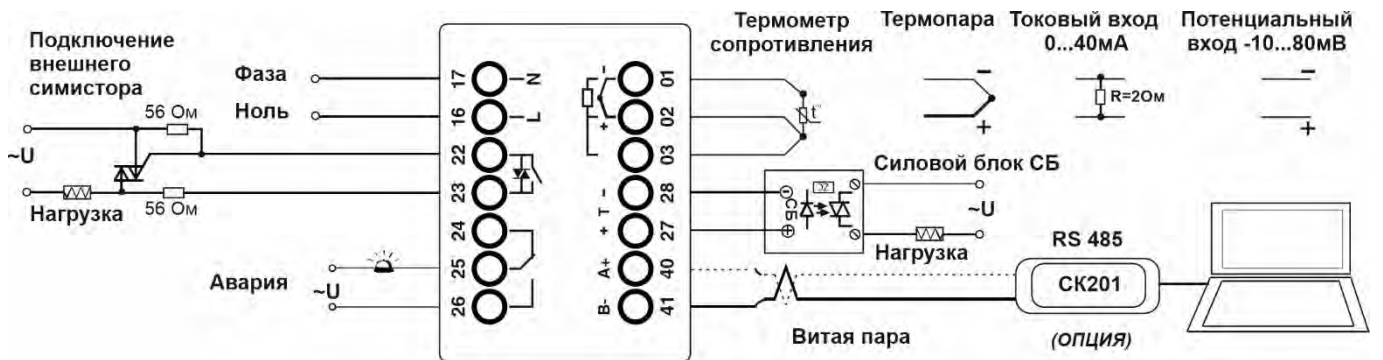 Подключение
внешнего
симистора
56 Ом
~U
Нагрузка
56 Ом
Фаза
Ноль
Авария
~U
17 N
16 L
22
23
24
25
26
- 01
+ 02
03
- 28
T
+ 27
A+ 40
B- 41
Термометр
сопротивления
t
Термопара
-
+
Токовый вход
0...40мА
R=2Ом
Потенциальный
вход -10...80мВ
-
+
Силовой блок СБ
СБ
~U
Нагрузка
RS 485
СК201
(ОПЦИЯ)
Витая пара